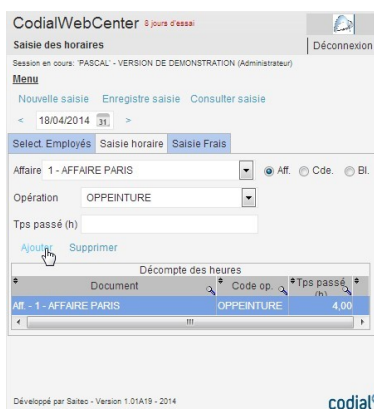 CodialWebCenter 8 jours d'essai
Saisie des horaires
Déconnexion
Session en cours: 'PASCAL' - VERSION DE DEMONSTRATION (Administrateur)
Menu
Nouvelle saisie Enregistre saisie Consulter saisie
< 18/04/2014 31 >
Select. Employés Saisie horaire Saisie Frais
Affaire 1 - AFFAIRE PARIS Aff. Cde. Bl.
Opération OPPEINTURE
Tps passé (h)
Ajouter Supprimer
Décompte des heures
Document Code op. Tps passé (h)
Aff. - 1 - AFFAIRE PARIS OPPEINTURE 4,00
Développé par Saitec - Version 1.01A19 - 2014
codial